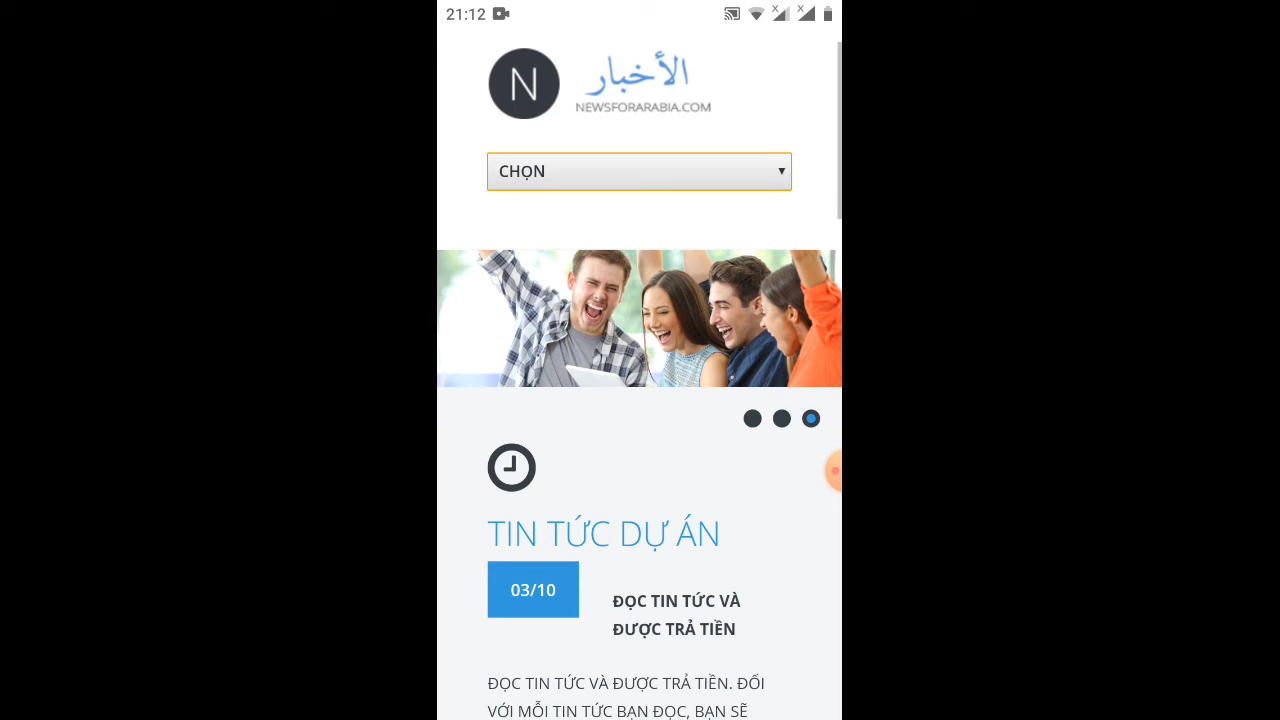 21:12
N
الأخبار
NEWSFORARABIA.COM
CHỌN
TIN TỨC DỰ ÁN
03/10
ĐỌC TIN TỨC VÀ
ĐƯỢC TRẢ TIỀN
ĐỌC TIN TỨC VÀ ĐƯỢC TRẢ TIỀN. ĐỐI
VỚI MỖI TIN TỨC BẠN ĐỌC, BẠN SẼ